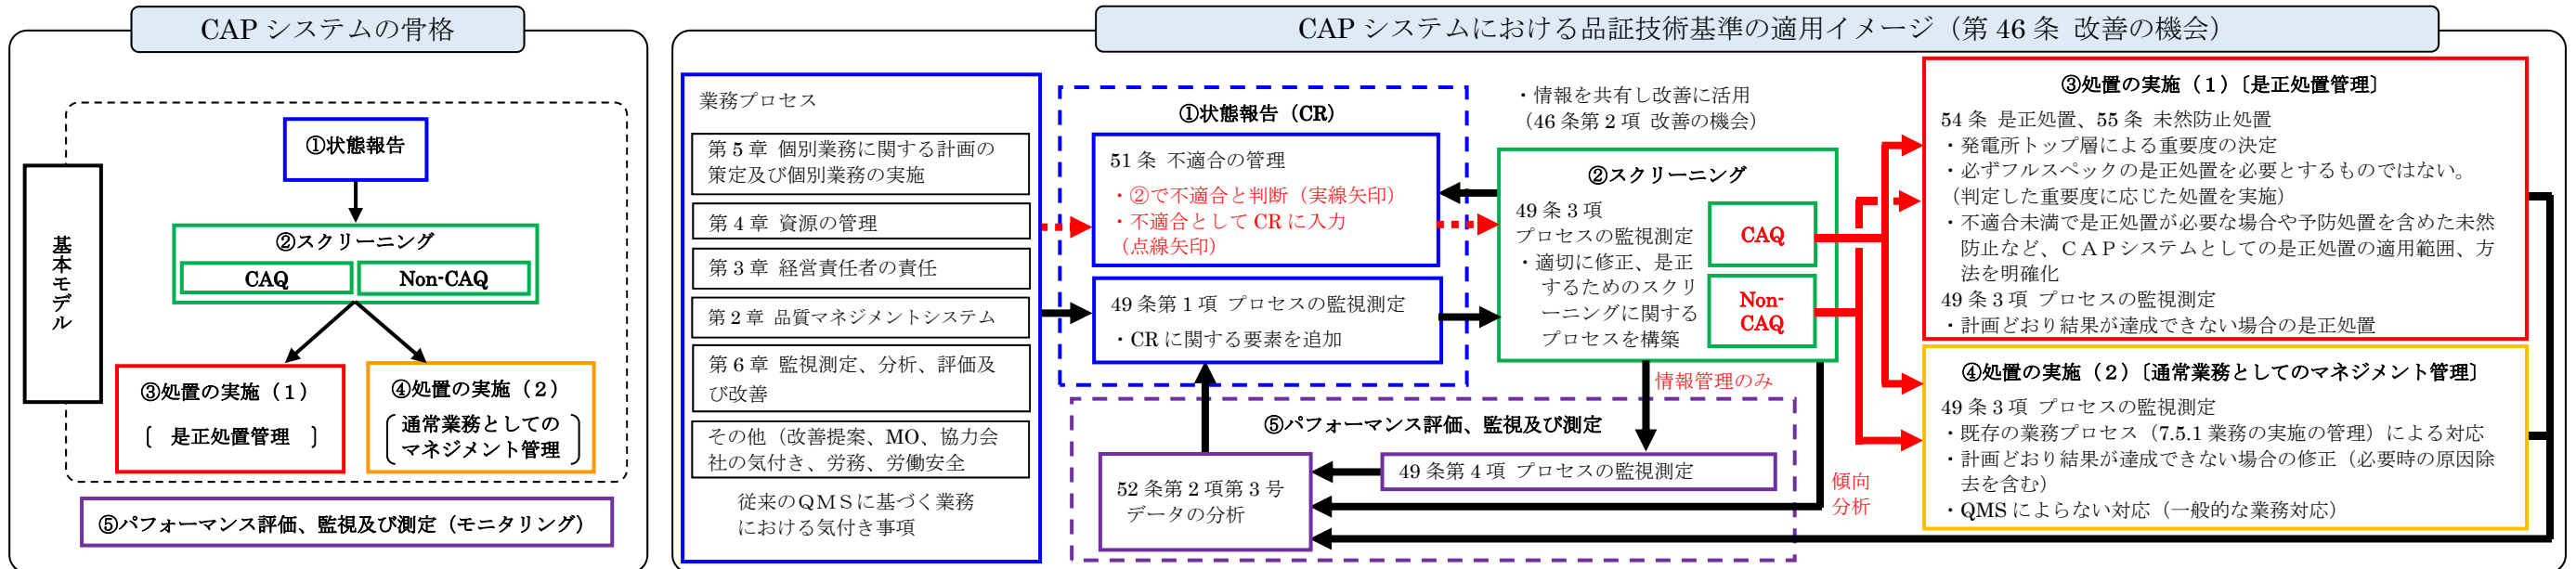 CAP システムの骨格
基本モデル
①状態報告
②スクリーニング
CAQ
Non-CAQ
③処置の実施（１）
〔 是正処置管理 〕
④処置の実施（２）
通常業務としての
マネジメント管理
⑤パフォーマンス評価、監視及び測定（モニタリング）
CAP システムにおける品証技術基準の適用イメージ（第 46 条 改善の機会）
業務プロセス
第 5 章 個別業務に関する計画の
策定及び個別業務の実施
第 4 章 資源の管理
第 3 章 経営責任者の責任
第 2 章 品質マネジメントシステム
第 6 章 監視測定、分析、評価及
び改善
その他（改善提案、MO、協力会
社の気付き、労務、労働安全
従来のＱＭＳに基づく業務
における気付き事項
①状態報告（CR）
51 条 不適合の管理
・②で不適合と判断（実線矢印）
・不適合として CR に入力
（点線矢印）
49 条第 1 項 プロセスの監視測定
・CR に関する要素を追加
・情報を共有し改善に活用
（46 条第 2 項 改善の機会）
②スクリーニング
49 条 3 項
プロセスの監視測定
・適切に修正、是正
するためのスクリ
ーニングに関する
プロセスを構築
CAQ
Non-
CAQ
情報管理のみ
⑤パフォーマンス評価、監視及び測定
49 条第 4 項 プロセスの監視測定
52 条第 2 項第 3 号
データの分析
傾向
分析
③処置の実施（１）〔是正処置管理〕
54 条 是正処置、55 条 未然防止処置
・発電所トップ層による重要度の決定
・必ずフルスペックの是正処置を必要とするものではない。
（判定した重要度に応じた処置を実施）
・不適合未満で是正処置が必要な場合や予防処置を含めた未然
防止など、ＣＡＰシステムとしての是正処置の適用範囲、方
法を明確化
49 条 3 項 プロセスの監視測定
・計画どおり結果が達成できない場合の是正処置
④処置の実施（２）〔通常業務としてのマネジメント管理〕
49 条 3 項 プロセスの監視測定
・既存の業務プロセス（7.5.1 業務の実施の管理）による対応
・計画どおり結果が達成できない場合の修正（必要時の原因除
去を含む）
・QMS によらない対応（一般的な業務対応）